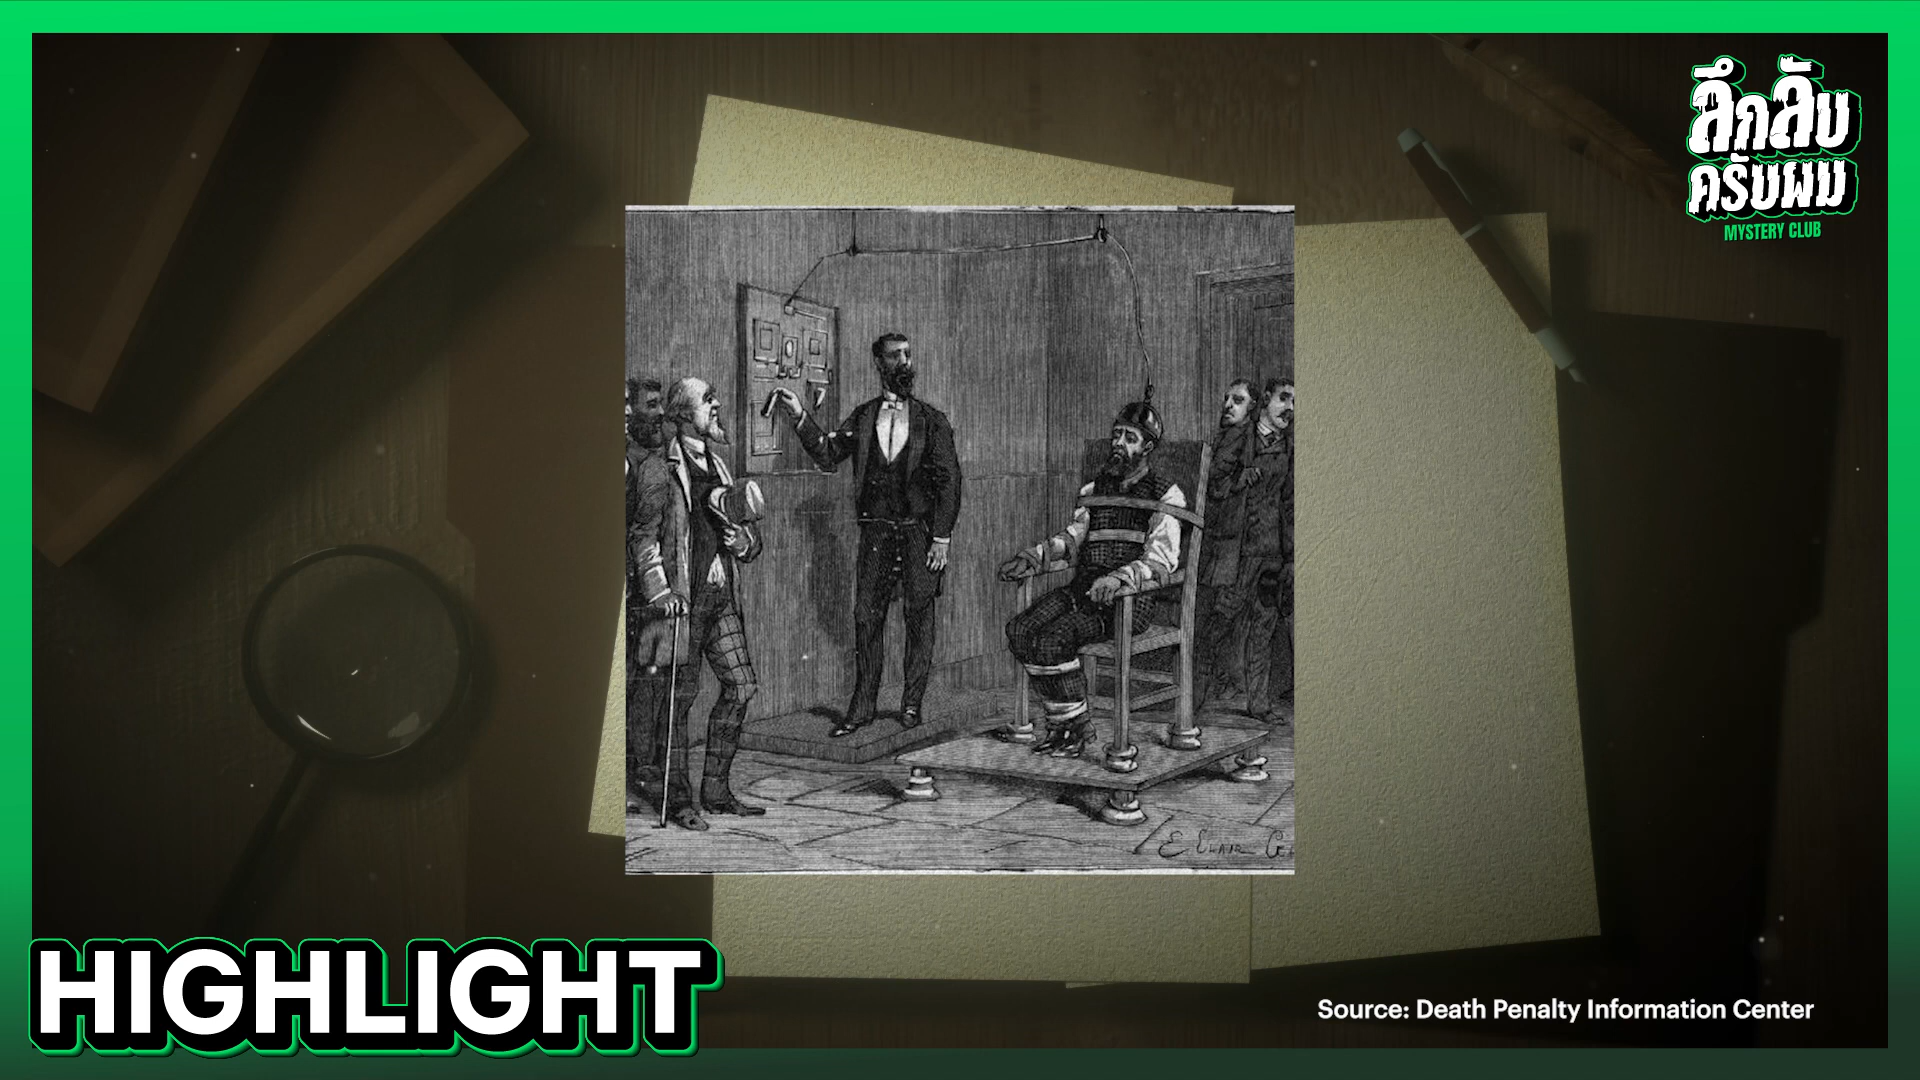 ลึกลับ
ครับผม
MYSTERY CLUB
HIGHLIGHT
Source: Death Penalty Information Center